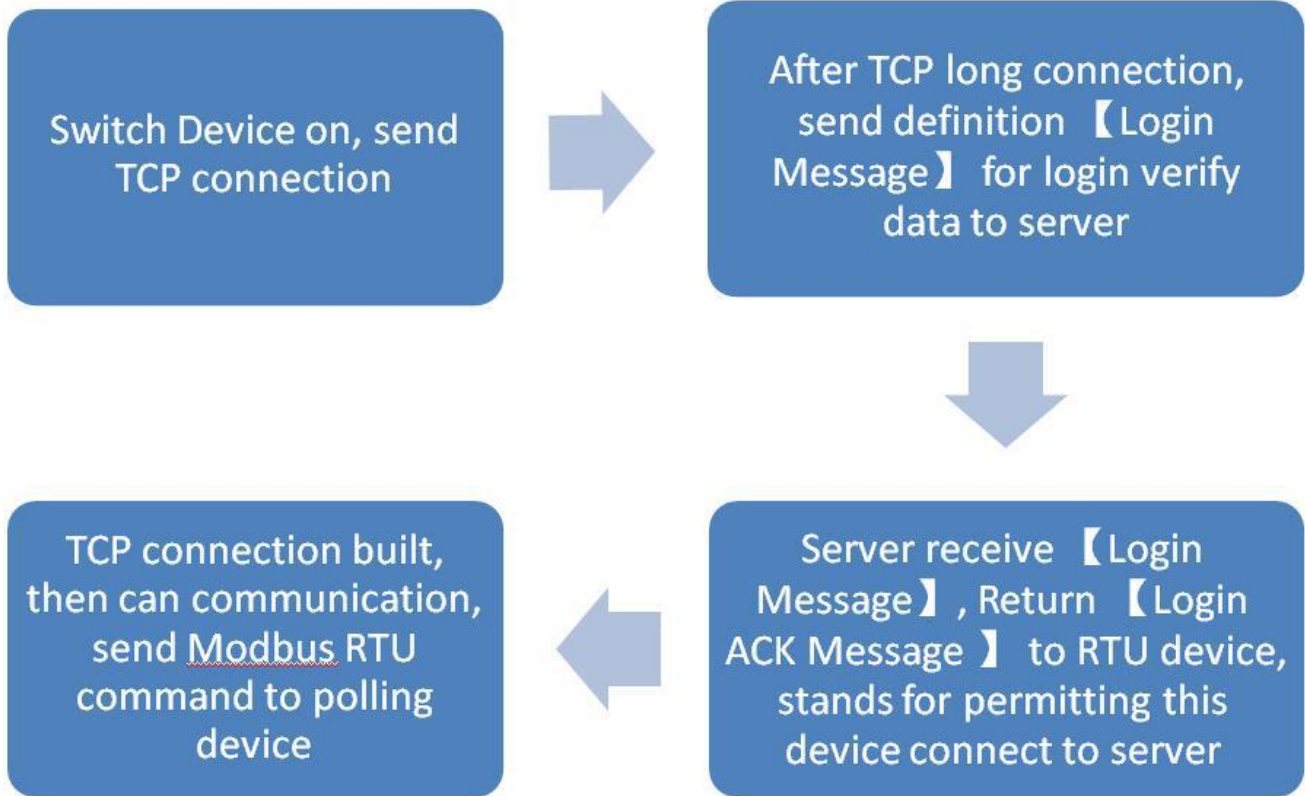 Switch Device on, send
TCP connection
After TCP long connection,
send definition 【Login
Message】 for login verify
data to server
Server receive 【Login
Message】, Return 【Login
ACK Message 】 to RTU device,
stands for permitting this
device connect to server
TCP connection built,
then can communication,
send Modbus RTU
command to polling
device